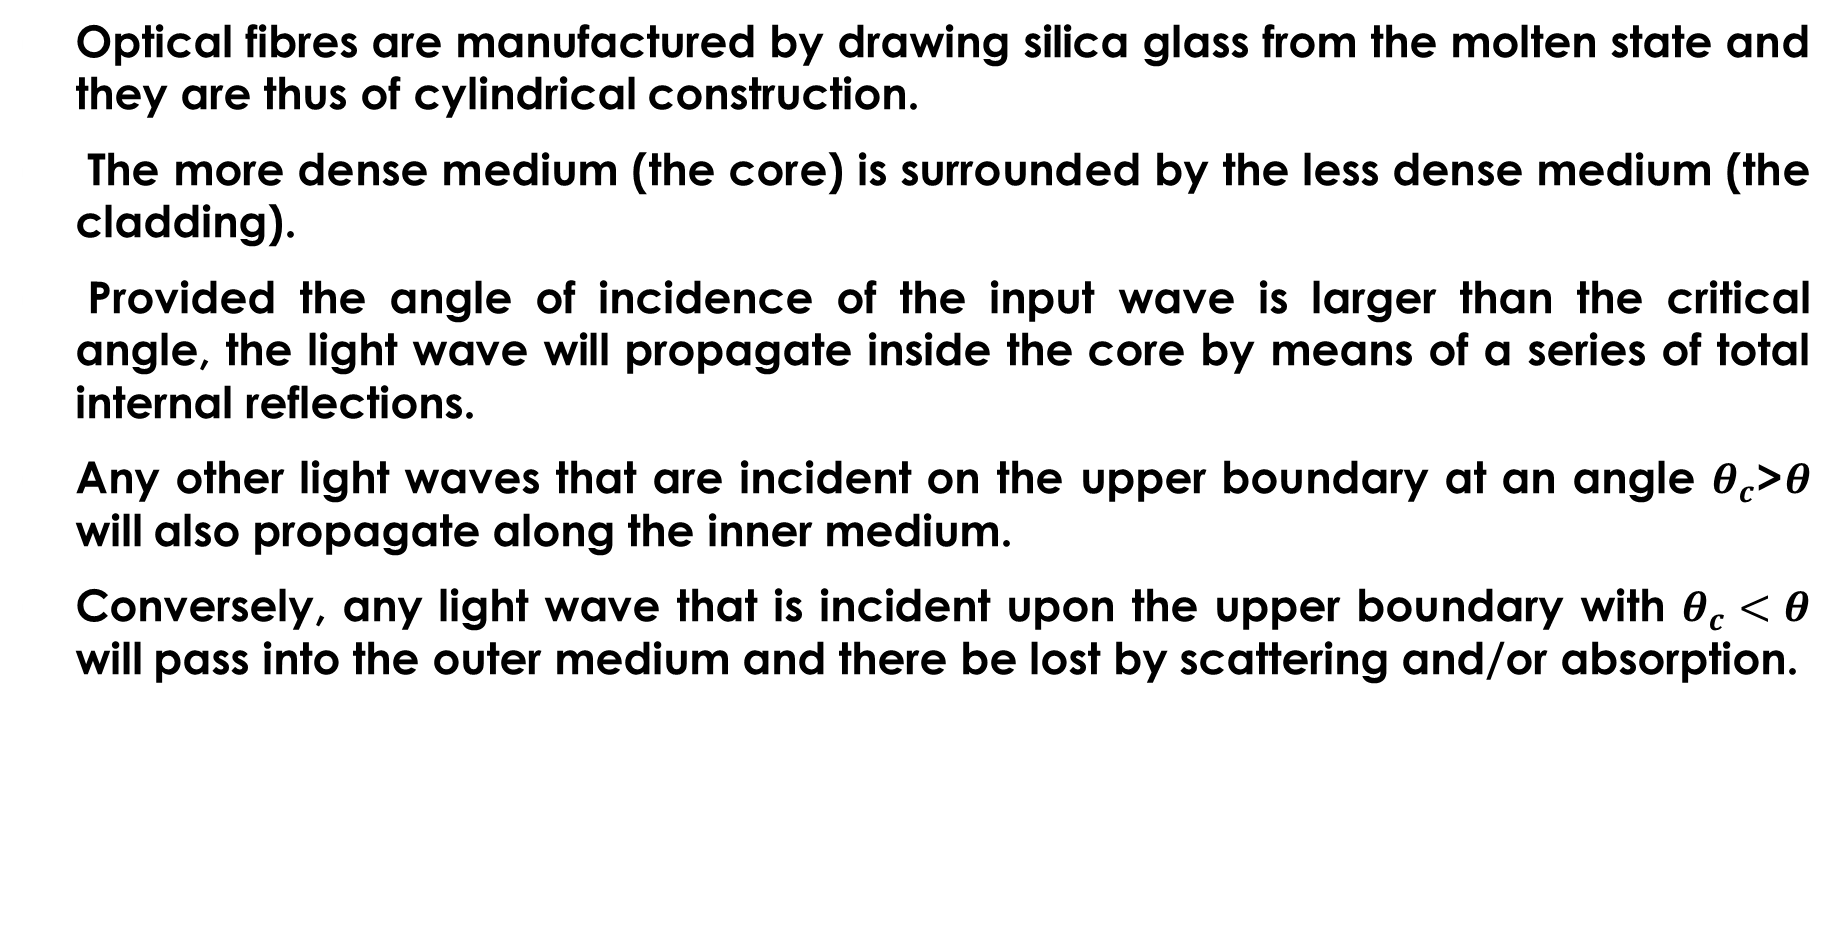 Optical fibres are manufactured by drawing silica glass from the molten state and
they are thus of cylindrical construction.
The more dense medium (the core) is surrounded by the less dense medium (the
cladding).
Provided the angle of incidence of the input wave is larger than the critical
angle, the light wave will propagate inside the core by means of a series of total
internal reflections.
Any other light waves that are incident on the upper boundary at an angle 𝜽𝒄>𝜽
will also propagate along the inner medium.
Conversely, any light wave that is incident upon the upper boundary with 𝜽𝒄 < 𝜽
will pass into the outer medium and there be lost by scattering and/or absorption.